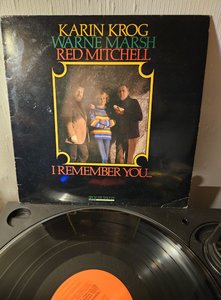 KARIN KROG
WARNE MARSH
RED MITCHELL
I REMEMBER YOU...